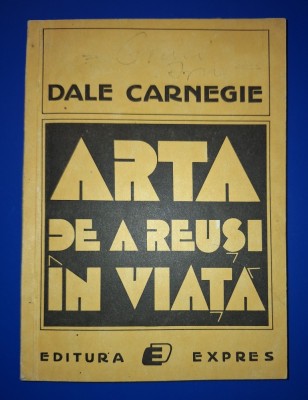 DALE CARNEGIE
ARTA
DE A REUȘI
ÎN VIAȚĂ
EDITURA E EXPRES